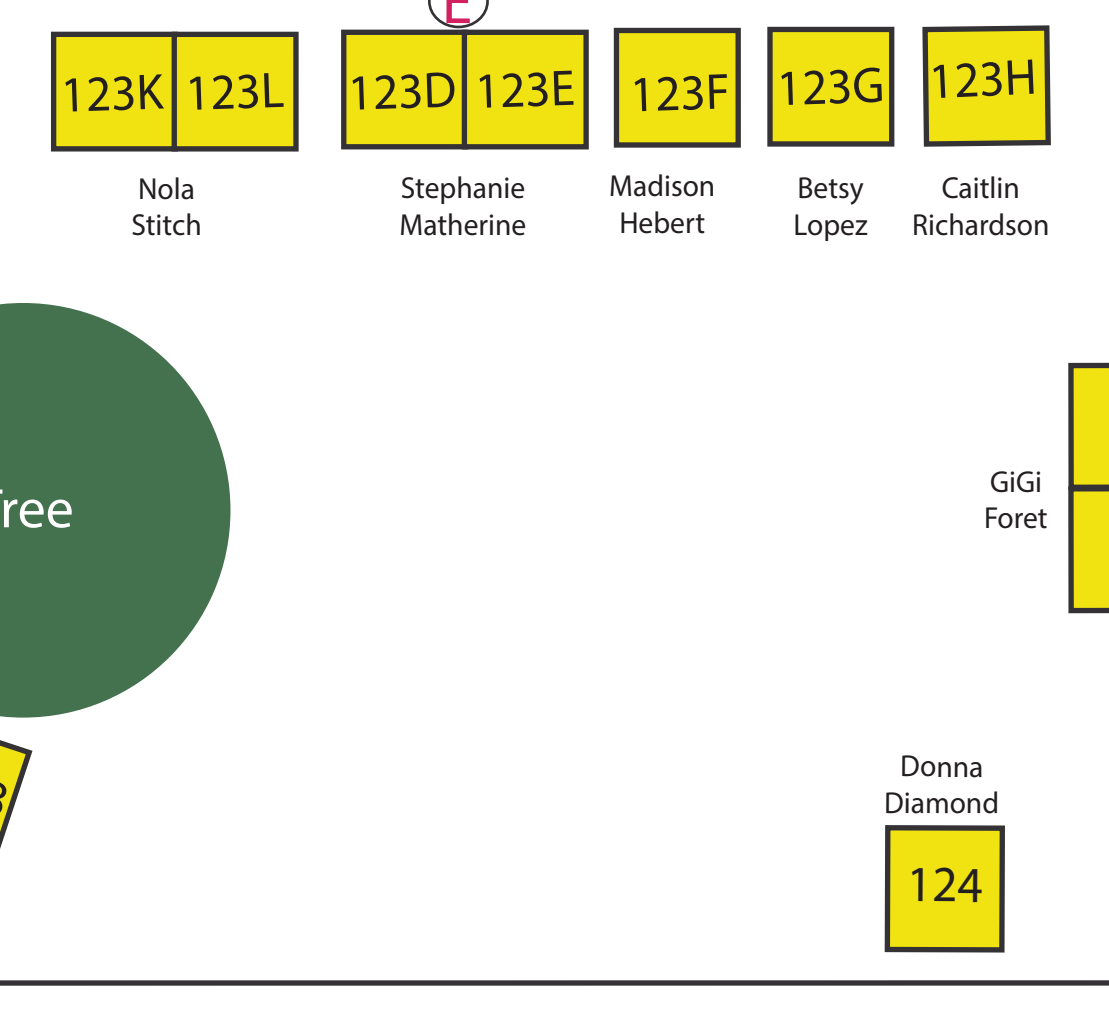 E
123K 123L 123D 123E 123F 123G 123H
Nola
Stitch
Stephanie
Matherine
Madison
Hebert
Betsy
Lopez
Caitlin
Richardson
ree
GiGi
Foret
Donna
Diamond
124